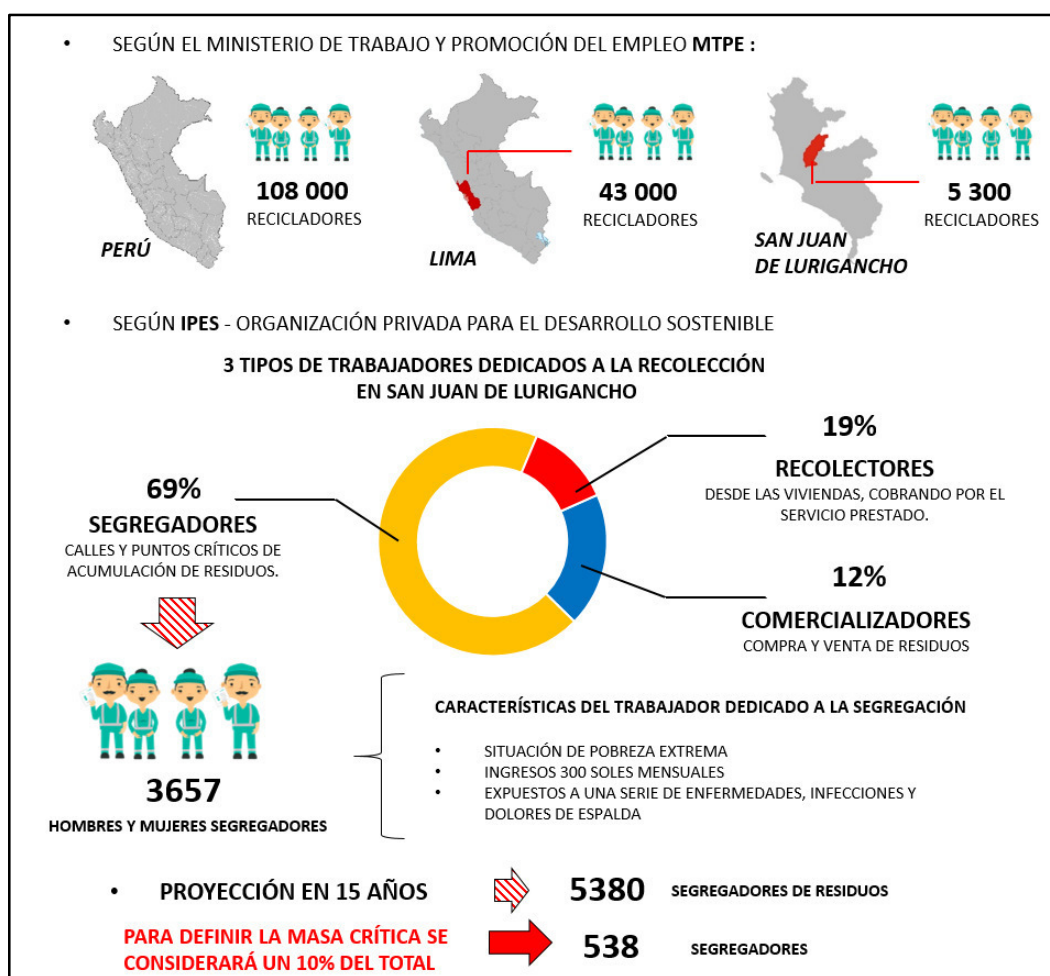 • SEGÚN EL MINISTERIO DE TRABAJO Y PROMOCIÓN DEL EMPLEO MTPE :
108 000
RECICLADORES
PERÚ
43 000
RECICLADORES
LIMA
5 300
RECICLADORES
SAN JUAN
DE LURIGANCHO
• SEGÚN IPES - ORGANIZACIÓN PRIVADA PARA EL DESARROLLO SOSTENIBLE
3 TIPOS DE TRABAJADORES DEDICADOS A LA RECOLECCIÓN
EN SAN JUAN DE LURIGANCHO
69%
SEGREGADORES
CALLES Y PUNTOS CRÍTICOS DE
ACUMULACIÓN DE RESIDUOS.
19%
RECOLECTORES
DESDE LAS VIVIENDAS, COBRANDO POR EL
SERVICIO PRESTADO.
12%
COMERCIALIZADORES
COMPRA Y VENTA DE RESIDUOS
3657
HOMBRES Y MUJERES SEGREGADORES
CARACTERÍSTICAS DEL TRABAJADOR DEDICADO A LA SEGREGACIÓN
• SITUACIÓN DE POBREZA EXTREMA
• INGRESOS 300 SOLES MENSUALES
• EXPUESTOS A UNA SERIE DE ENFERMEDADES, INFECCIONES Y
DOLORES DE ESPALDA
• PROYECCIÓN EN 15 AÑOS
5380 SEGREGADORES DE RESIDUOS
PARA DEFINIR LA MASA CRÍTICA SE
CONSIDERARÁ UN 10% DEL TOTAL
538 SEGREGADORES